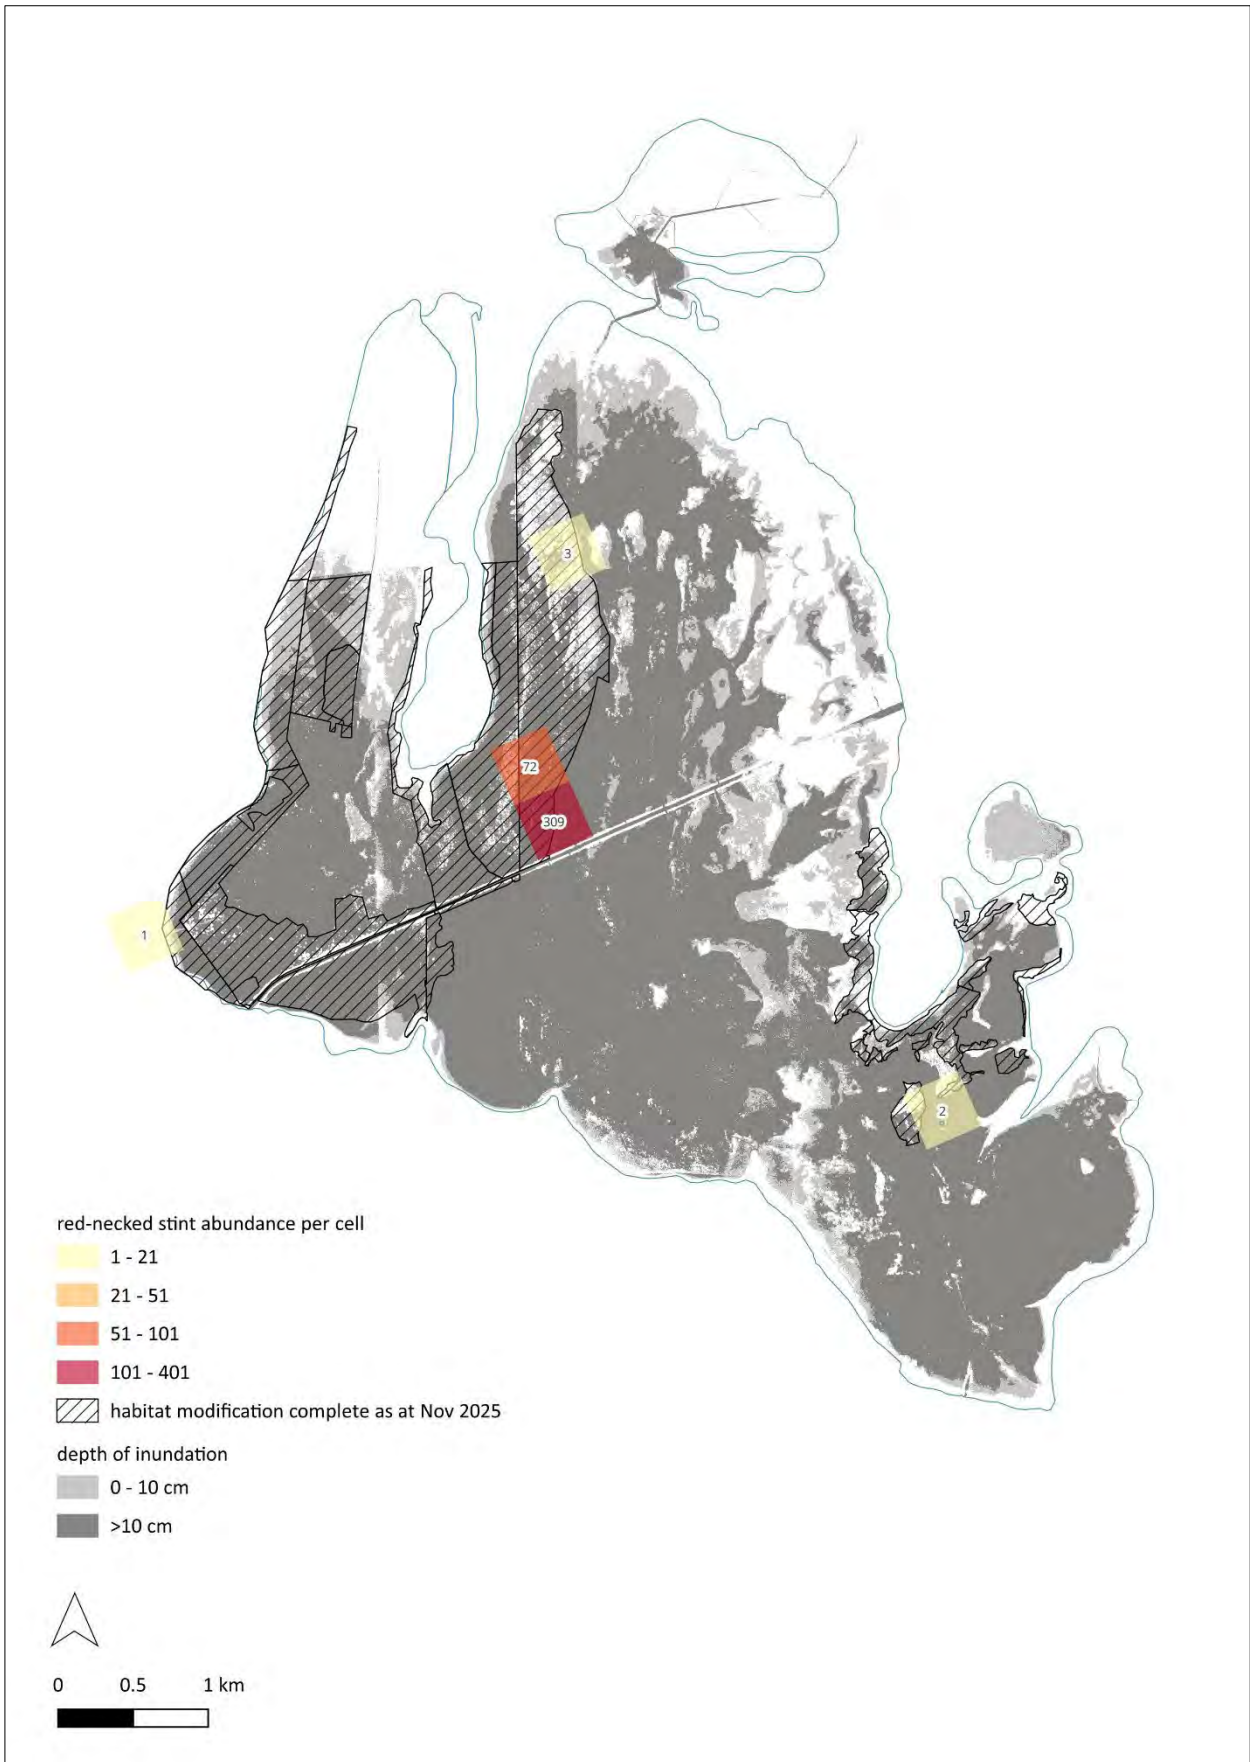 3
72
309
1
2
red-necked stint abundance per cell
1 - 21
21 - 51
51 - 101
101 - 401
habitat modification complete as at Nov 2025
depth of inundation
0 - 10 cm
>10 cm
0 0.5 1 km